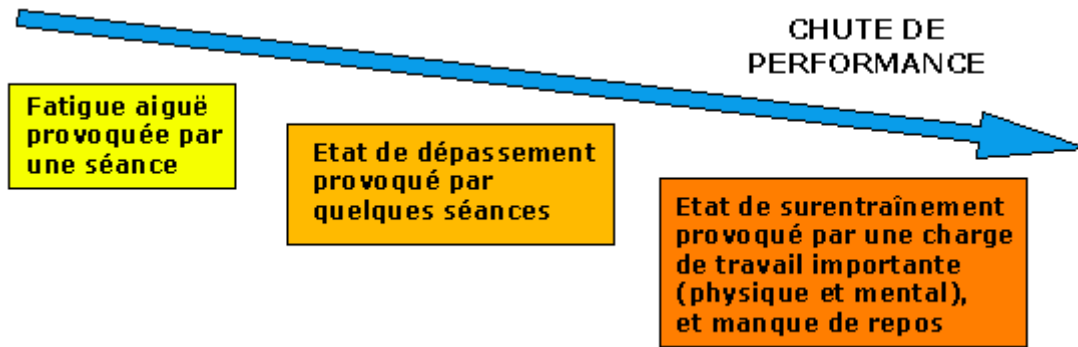 CHUTE DE
PERFORMANCE
Fatigue aiguë
provoquée par
une séance
Etat de dépassement
provoqué par
quelques séances
Etat de surentraînement
provoqué par une charge
de travail importante
(physique et mental),
et manque de repos